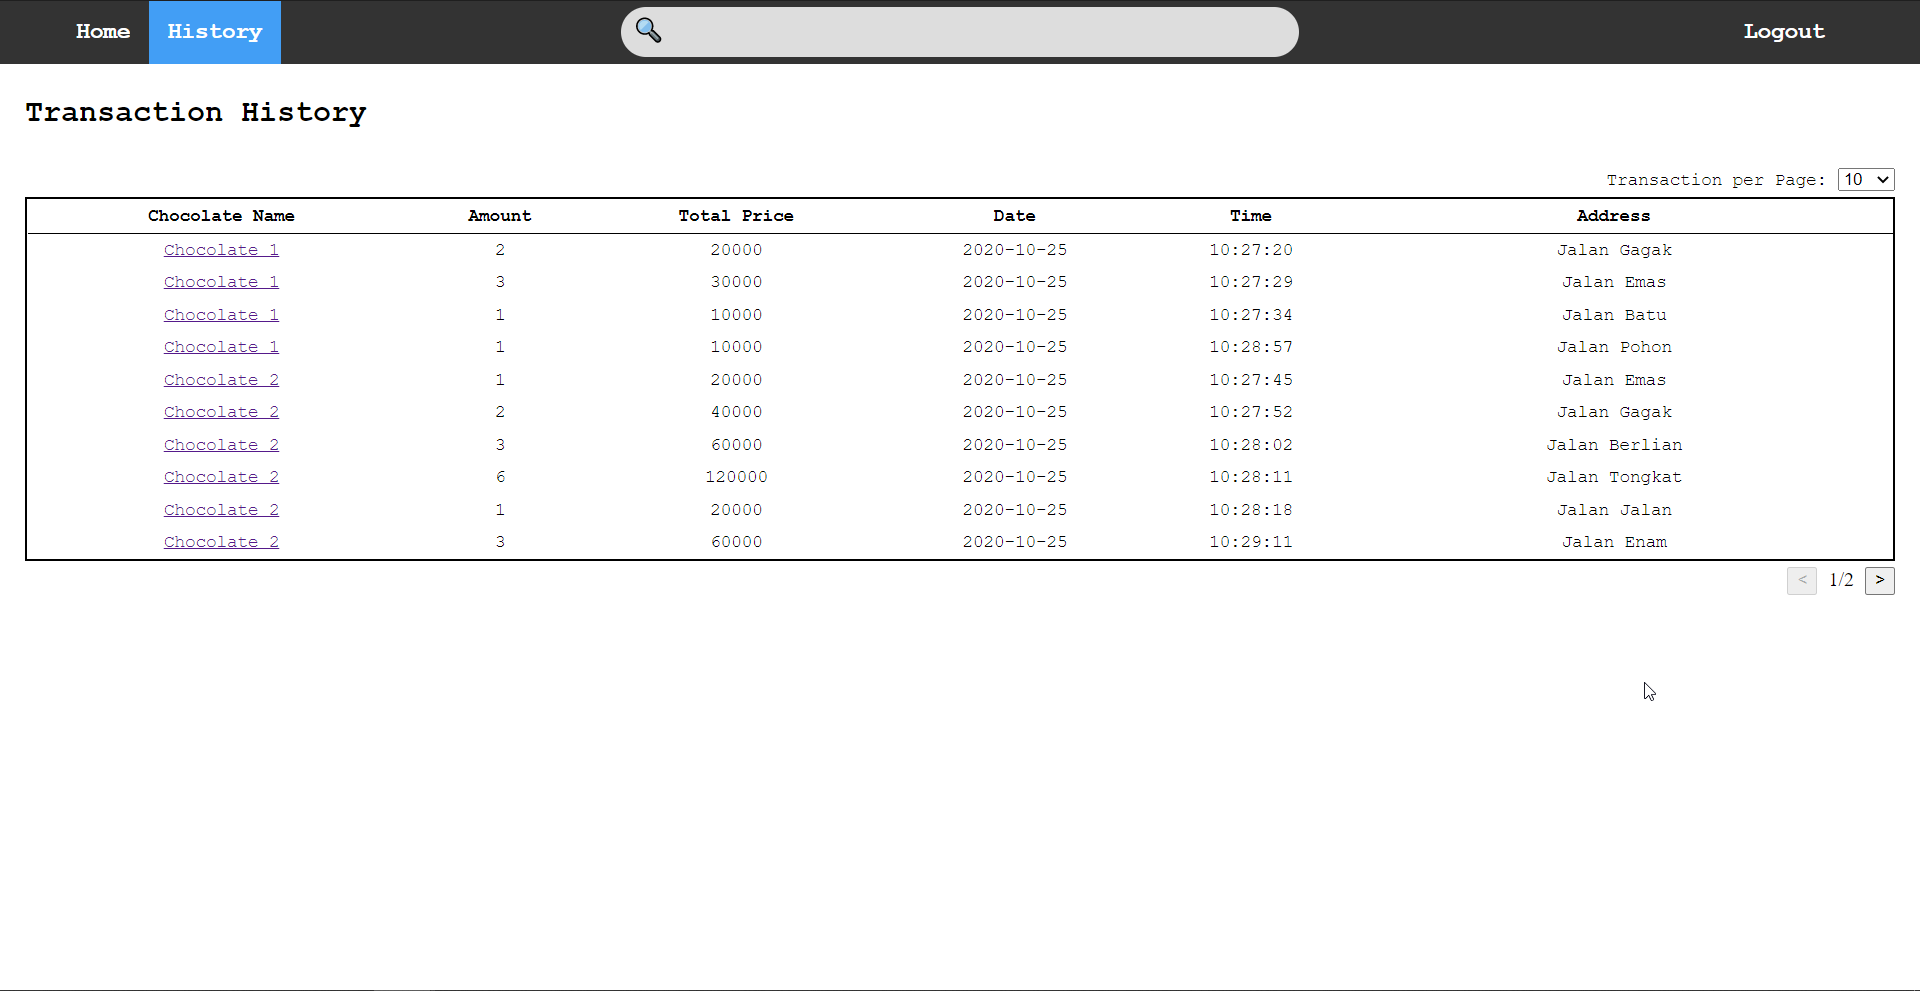 Home History Logout
Transaction History
Transaction per Page: 10
Chocolate Name Amount Total Price Date Time Address
Chocolate 1 2 20000 2020-10-25 10:27:20 Jalan Gagak
Chocolate 1 3 30000 2020-10-25 10:27:29 Jalan Emas
Chocolate 1 1 10000 2020-10-25 10:27:34 Jalan Batu
Chocolate 1 1 10000 2020-10-25 10:28:57 Jalan Pohon
Chocolate 2 1 20000 2020-10-25 10:27:45 Jalan Emas
Chocolate 2 2 40000 2020-10-25 10:27:52 Jalan Gagak
Chocolate 2 3 60000 2020-10-25 10:28:02 Jalan Berlian
Chocolate 2 6 120000 2020-10-25 10:28:11 Jalan Tongkat
Chocolate 2 1 20000 2020-10-25 10:28:18 Jalan Jalan
Chocolate 2 3 60000 2020-10-25 10:29:11 Jalan Enam
< 1/2 >